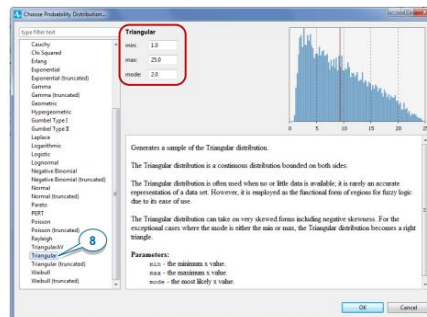 Choose Probability Distribution...
type filter text
Cauchy
Chi Squared
Erlang
Exponential
Exponential (truncated)
Gamma
Gamma (truncated)
Geometric
Hypergeometric
Gumbel Type I
Gumbel Type II
Laplace
Logarithmic
Logistic
Lognormal
Negative Binomial
Negative Binomial (truncated)
Normal
Normal (truncated)
Pareto
PERT
Poisson
Poisson (truncated)
Rayleigh
TriangularAV
Triangular
Triangular (truncated)
Weibull
Weibull (truncated)
8
Triangular
min: 1.0
max: 25.0
mode: 2.0
0 5 10 15 20 25
Generates a sample of the Triangular distribution.
The Triangular distribution is a continuous distribution bounded on both sides.
The Triangular distribution is often used when no or little data is available; it is rarely an accurate
representation of a data set. However, it is employed as the functional form of regions for fuzzy logic
due to its ease of use.
The Triangular distribution can take on very skewed forms including negative skewness. For the
exceptional cases where the mode is either the min or max, the Triangular distribution becomes a right
triangle.
Parameters:
min - the minimum x value.
max - the maximum x value.
mode - the most likely x value.
OK Cancel